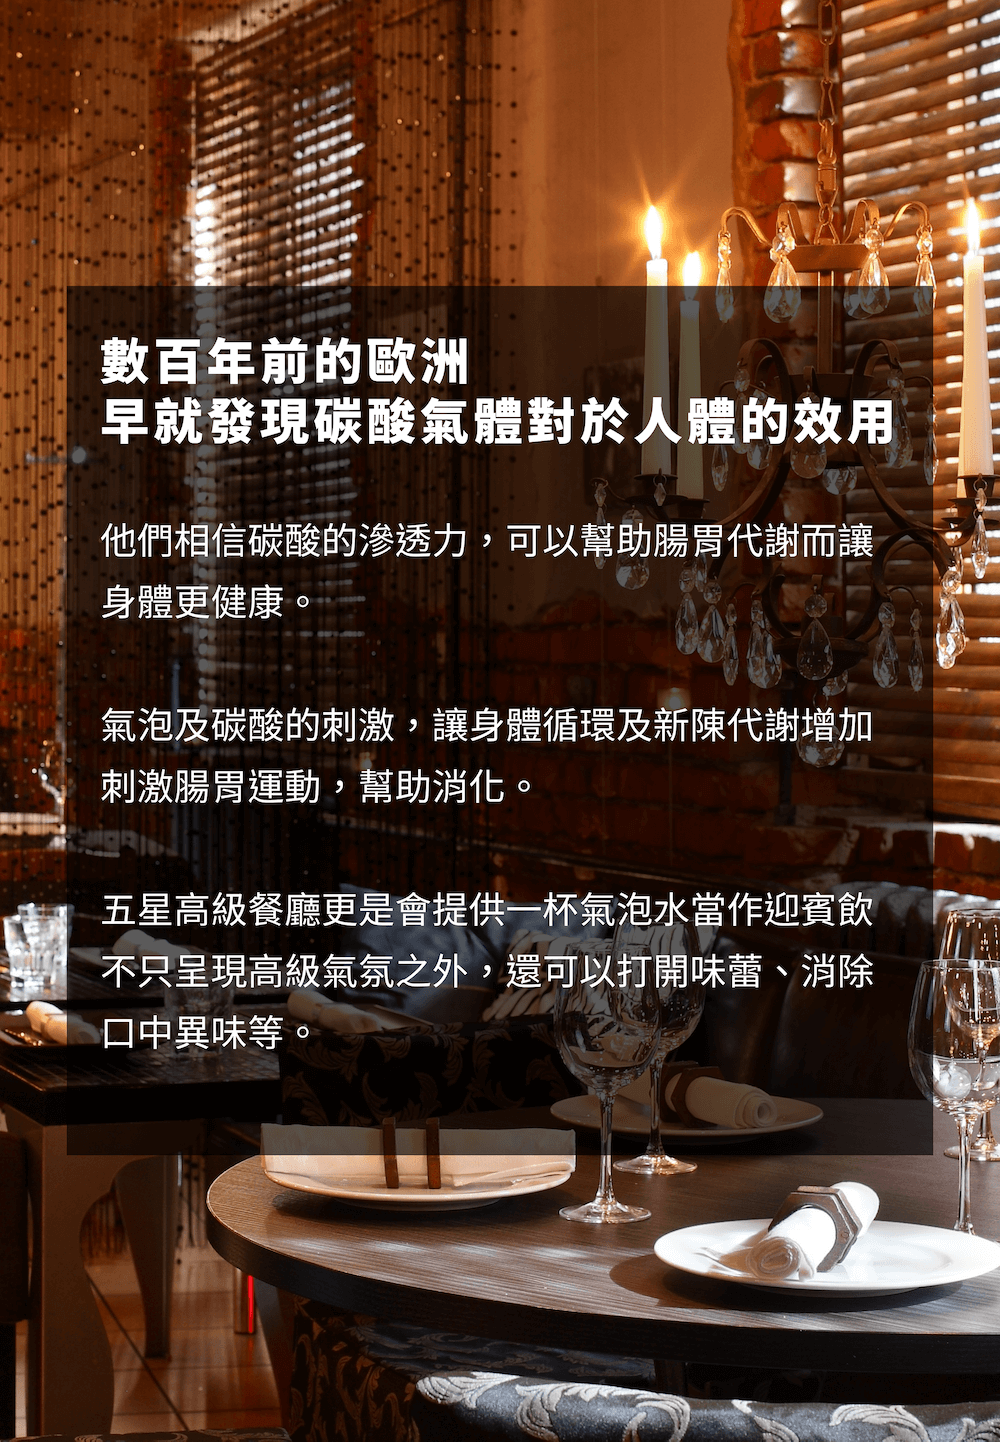 數百年前的歐洲
早就發現碳酸氣體對於人體的效用
他們相信碳酸的滲透力，可以幫助腸胃代謝而讓
身體更健康。
氣泡及碳酸的刺激，讓身體循環及新陳代謝增加
刺激腸胃運動，幫助消化。
五星高級餐廳更是會提供一杯氣泡水當作迎賓飲
不只呈現高級氣氛之外，還可以打開味蕾、消除
口中異味等。